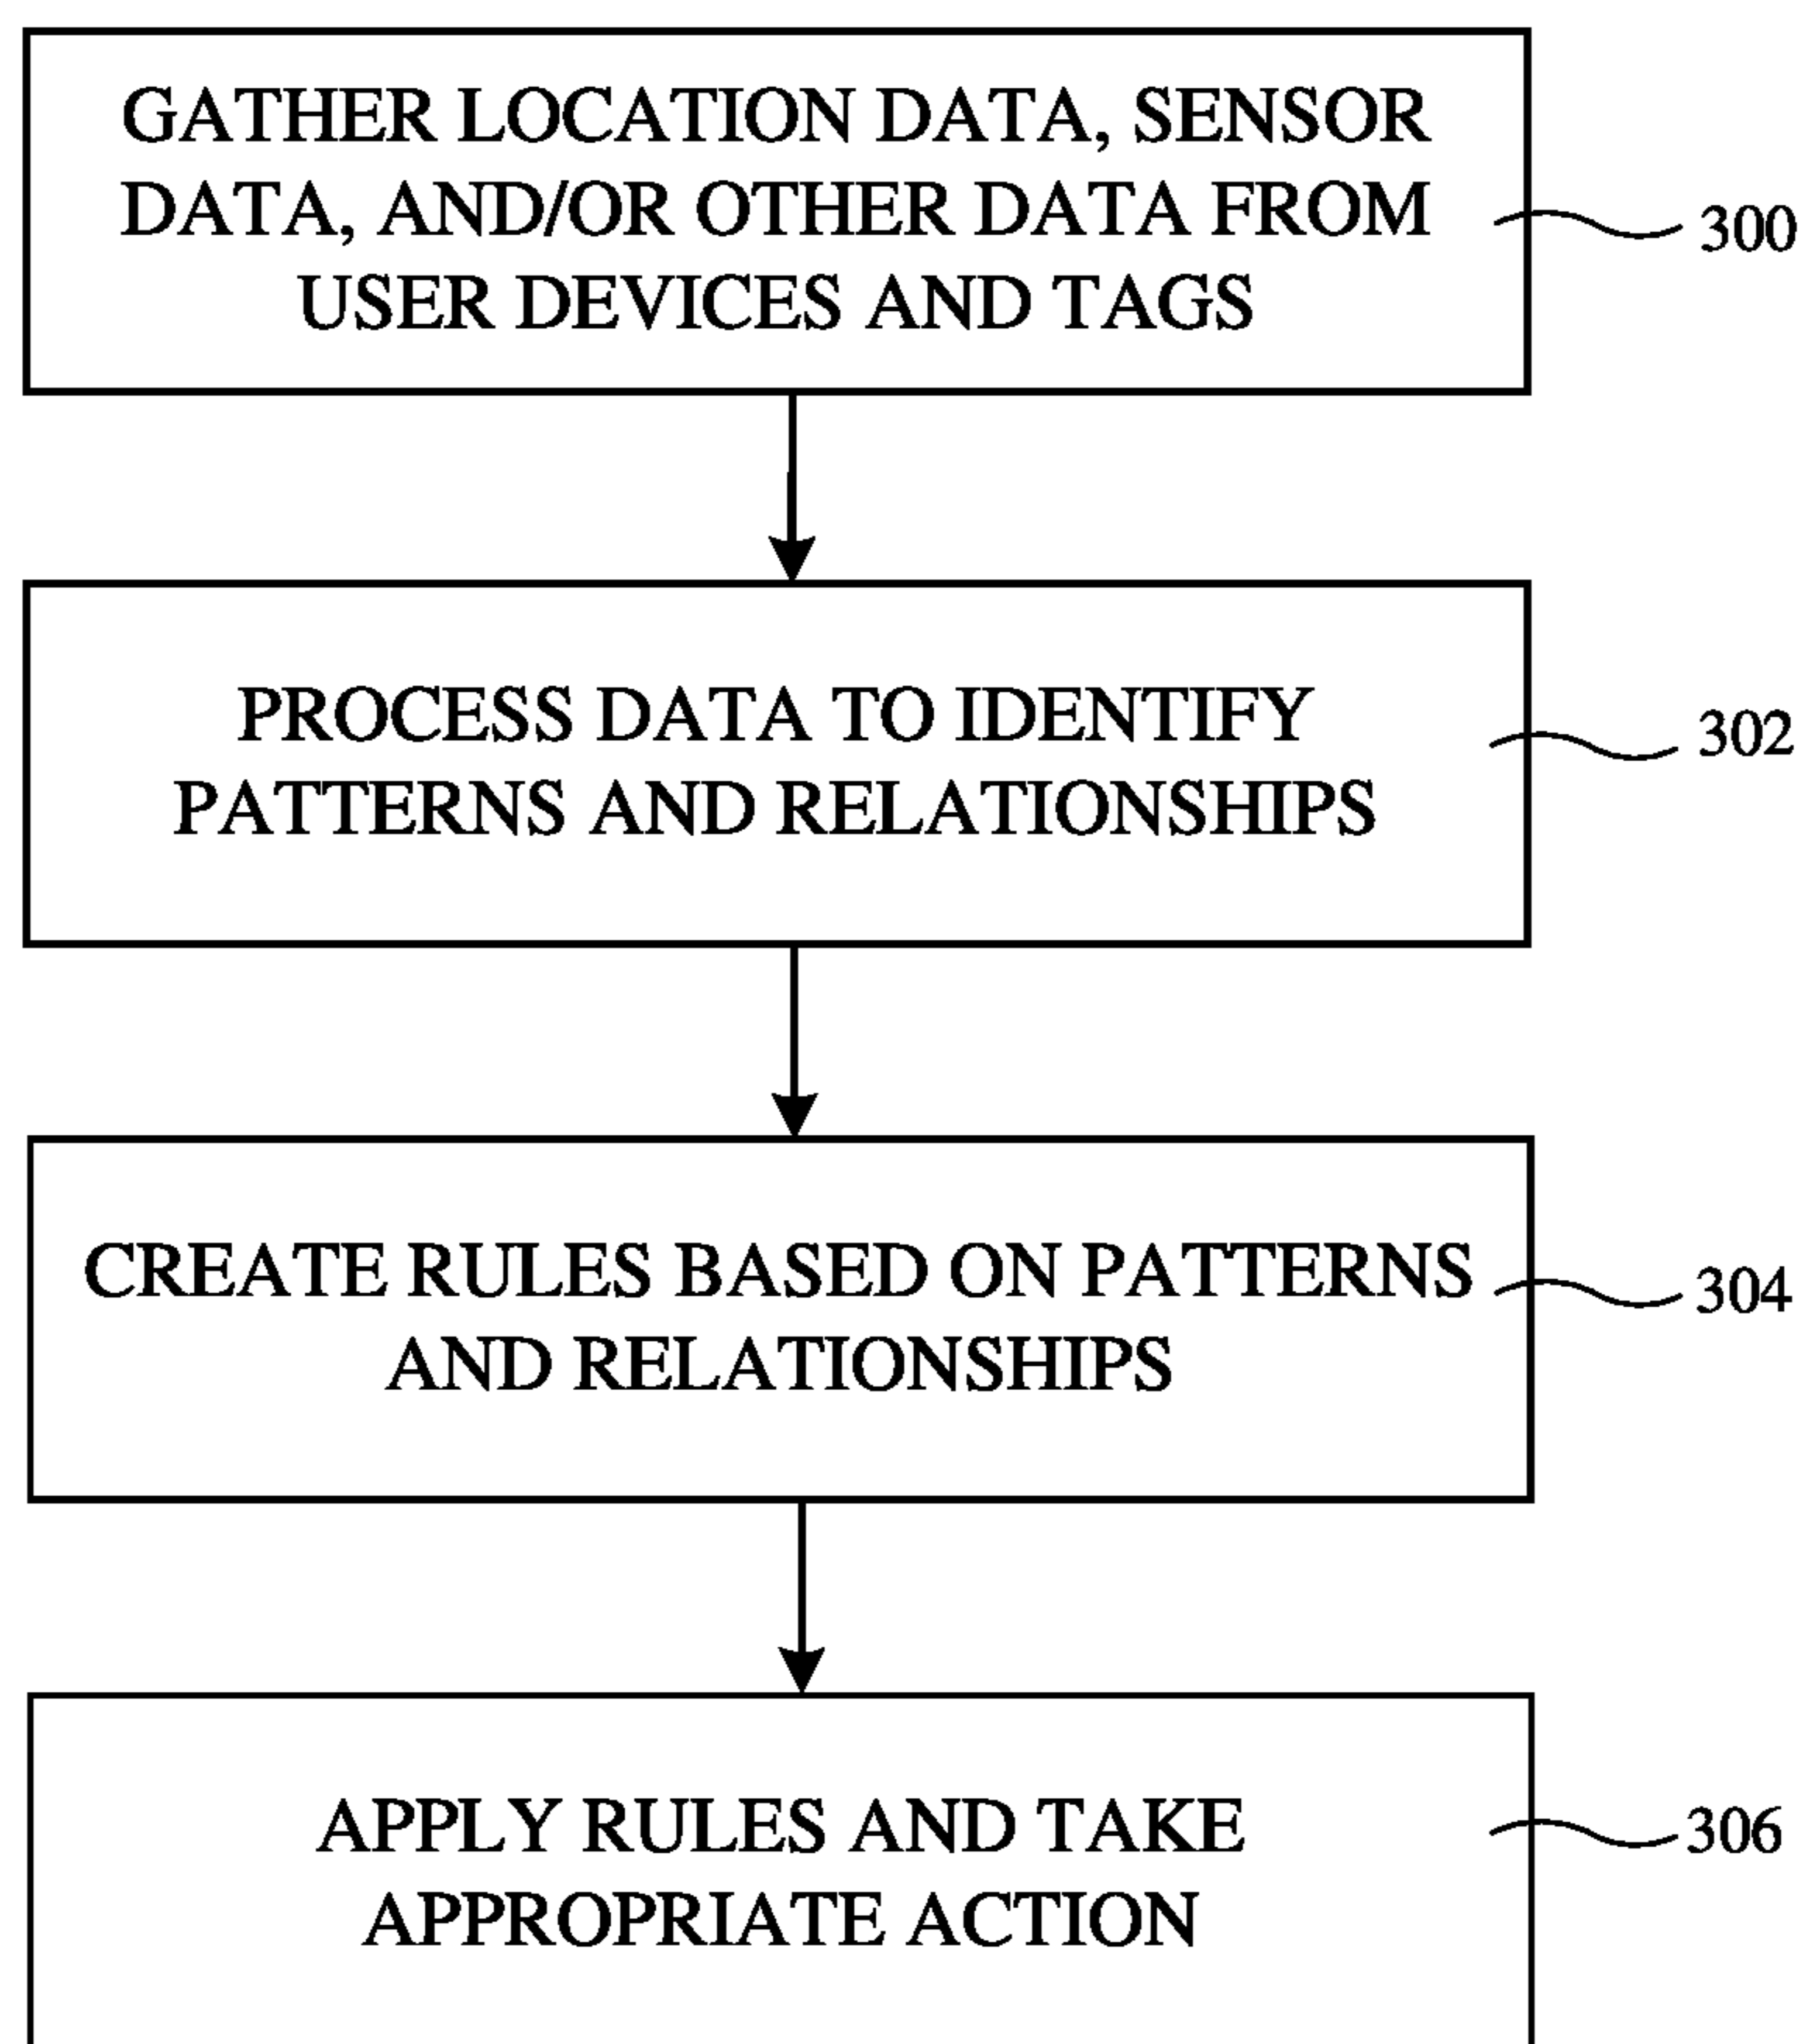 GATHER LOCATION DATA, SENSOR
DATA, AND/OR OTHER DATA FROM
USER DEVICES AND TAGS
300
PROCESS DATA TO IDENTIFY
PATTERNS AND RELATIONSHIPS
302
CREATE RULES BASED ON PATTERNS
AND RELATIONSHIPS
304
APPLY RULES AND TAKE
APPROPRIATE ACTION
306